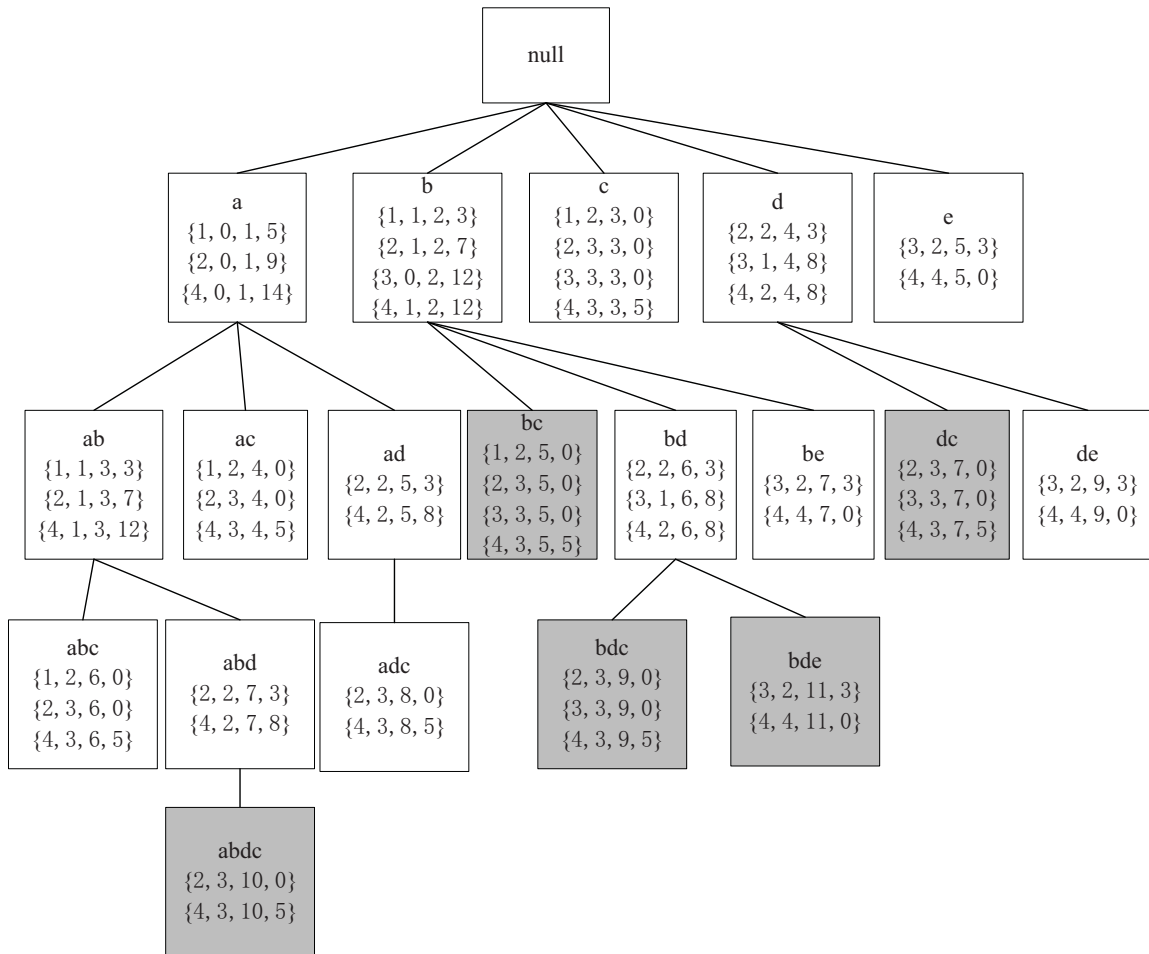 null
a
{1, 0, 1, 5}
{2, 0, 1, 9}
{4, 0, 1, 14}
b
{1, 1, 2, 3}
{2, 1, 2, 7}
{3, 0, 2, 12}
{4, 1, 2, 12}
c
{1, 2, 3, 0}
{2, 3, 3, 0}
{3, 3, 3, 0}
{4, 3, 3, 5}
d
{2, 2, 4, 3}
{3, 1, 4, 8}
{4, 2, 4, 8}
e
{3, 2, 5, 3}
{4, 4, 5, 0}
ab
{1, 1, 3, 3}
{2, 1, 3, 7}
{4, 1, 3, 12}
ac
{1, 2, 4, 0}
{2, 3, 4, 0}
{4, 3, 4, 5}
ad
{2, 2, 5, 3}
{4, 2, 5, 8}
bc
{1, 2, 5, 0}
{2, 3, 5, 0}
{3, 3, 5, 0}
{4, 3, 5, 5}
bd
{2, 2, 6, 3}
{3, 1, 6, 8}
{4, 2, 6, 8}
be
{3, 2, 7, 3}
{4, 4, 7, 0}
dc
{2, 3, 7, 0}
{3, 3, 7, 0}
{4, 3, 7, 5}
de
{3, 2, 9, 3}
{4, 4, 9, 0}
abc
{1, 2, 6, 0}
{2, 3, 6, 0}
{4, 3, 6, 5}
abd
{2, 2, 7, 3}
{4, 2, 7, 8}
adc
{2, 3, 8, 0}
{4, 3, 8, 5}
bdc
{2, 3, 9, 0}
{3, 3, 9, 0}
{4, 3, 9, 5}
bde
{3, 2, 11, 3}
{4, 4, 11, 0}
abdc
{2, 3, 10, 0}
{4, 3, 10, 5}